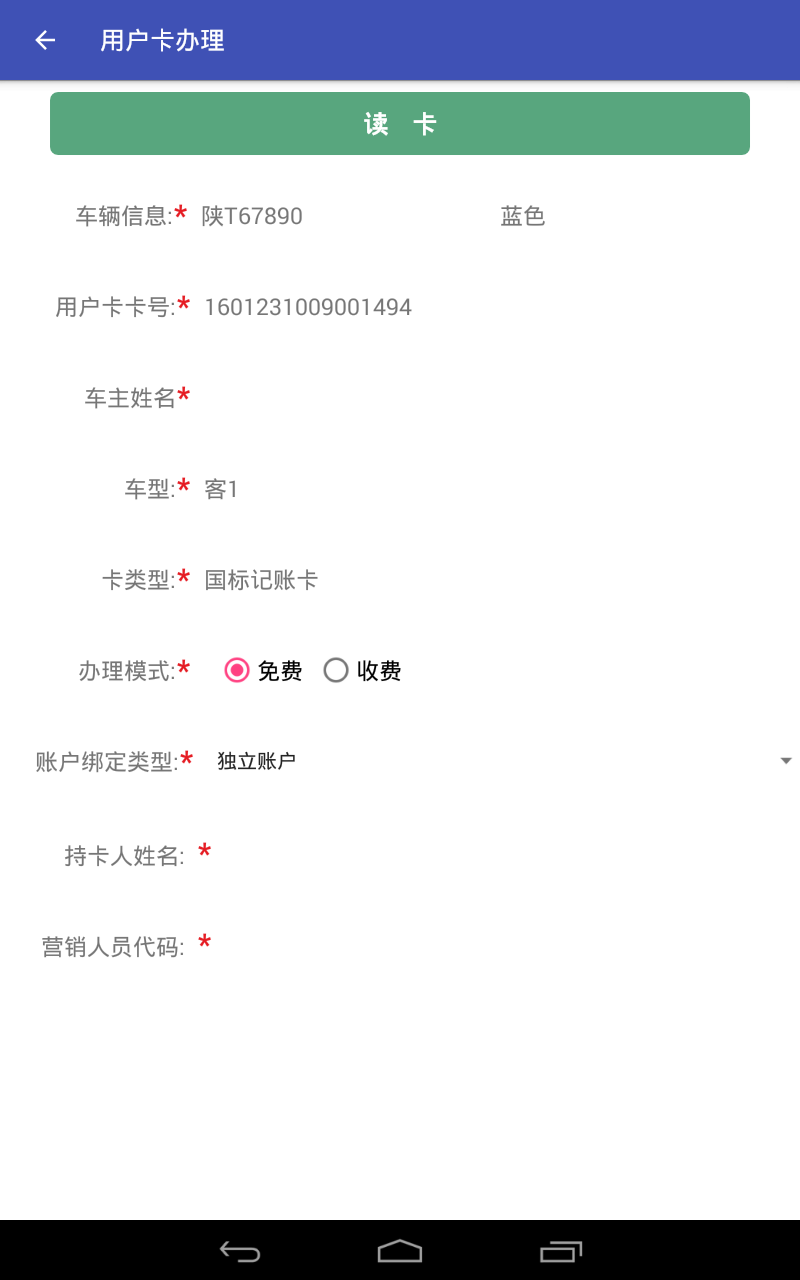 用户卡办理
读 卡
车辆信息:* 陕T67890 蓝色
用户卡卡号:* 1601231009001494
车主姓名*
车型:* 客1
卡类型:* 国标记账卡
办理模式:* 免费 收费
账户绑定类型:* 独立账户
持卡人姓名: *
营销人员代码: *